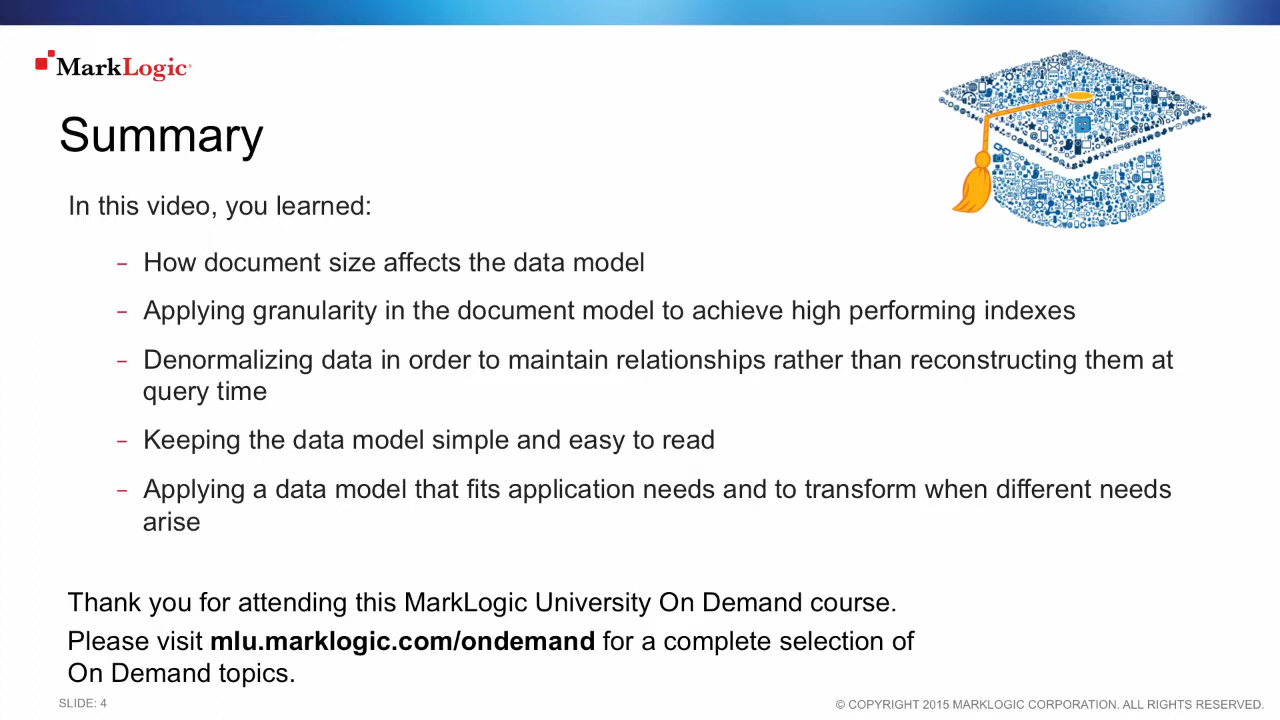 MarkLogic
Summary
In this video, you learned:
– How document size affects the data model
– Applying granularity in the document model to achieve high performing indexes
– Denormalizing data in order to maintain relationships rather than reconstructing them at
query time
– Keeping the data model simple and easy to read
– Applying a data model that fits application needs and to transform when different needs
arise
Thank you for attending this MarkLogic University On Demand course.
Please visit mlu.marklogic.com/ondemand for a complete selection of
On Demand topics.
SLIDE: 4
© COPYRIGHT 2015 MARKLOGIC CORPORATION. ALL RIGHTS RESERVED.